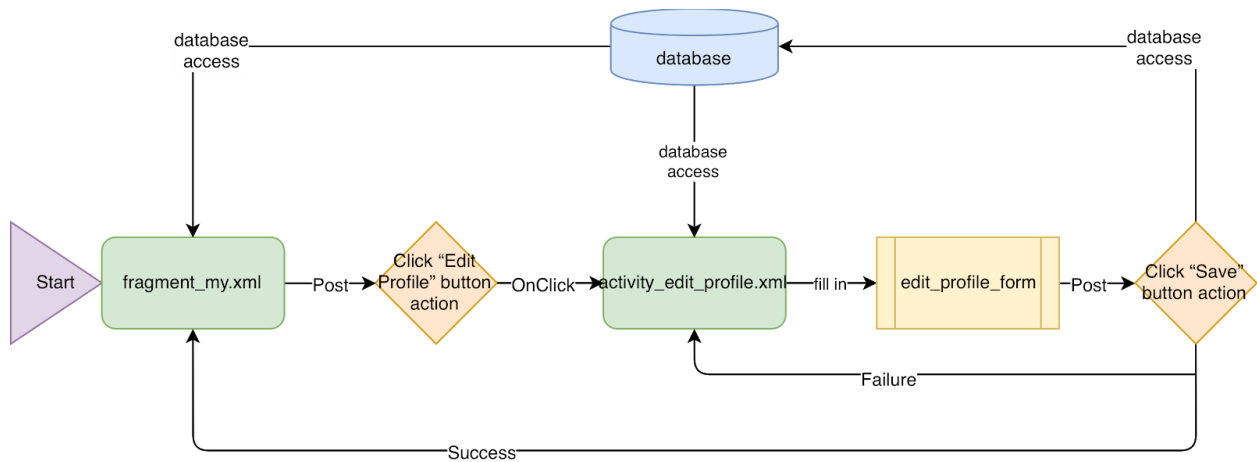 database
access
database
database
access
database
access
Start
fragment_my.xml
Post
Click “Edit
Profile” button
action
OnClick
activity_edit_profile.xml
fill in
edit_profile_form
Post
Click “Save”
button action
Failure
Success